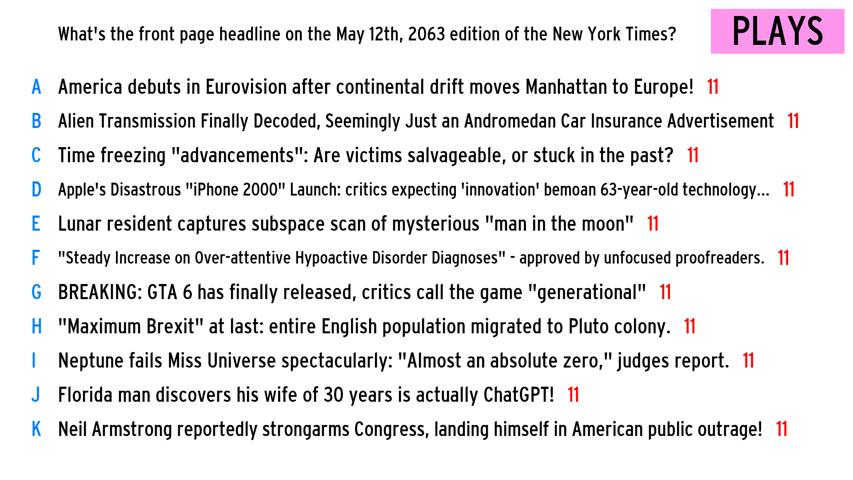 What's the front page headline on the May 12th, 2063 edition of the New York Times?
PLAYS
A America debuts in Eurovision after continental drift moves Manhattan to Europe! 11
B Alien Transmission Finally Decoded, Seemingly Just an Andromedan Car Insurance Advertisement 11
C Time freezing "advancements": Are victims salvageable, or stuck in the past? 11
D Apple's Disastrous "iPhone 2000" Launch: critics expecting 'innovation' bemoan 63-year-old technology... 11
E Lunar resident captures subspace scan of mysterious "man in the moon" 11
F "Steady Increase on Over-attentive Hypoactive Disorder Diagnoses" - approved by unfocused proofreaders. 11
G BREAKING: GTA 6 has finally released, critics call the game "generational" 11
H "Maximum Brexit" at last: entire English population migrated to Pluto colony. 11
I Neptune fails Miss Universe spectacularly: "Almost an absolute zero," judges report. 11
J Florida man discovers his wife of 30 years is actually ChatGPT! 11
K Neil Armstrong reportedly strongarms Congress, landing himself in American public outrage! 11